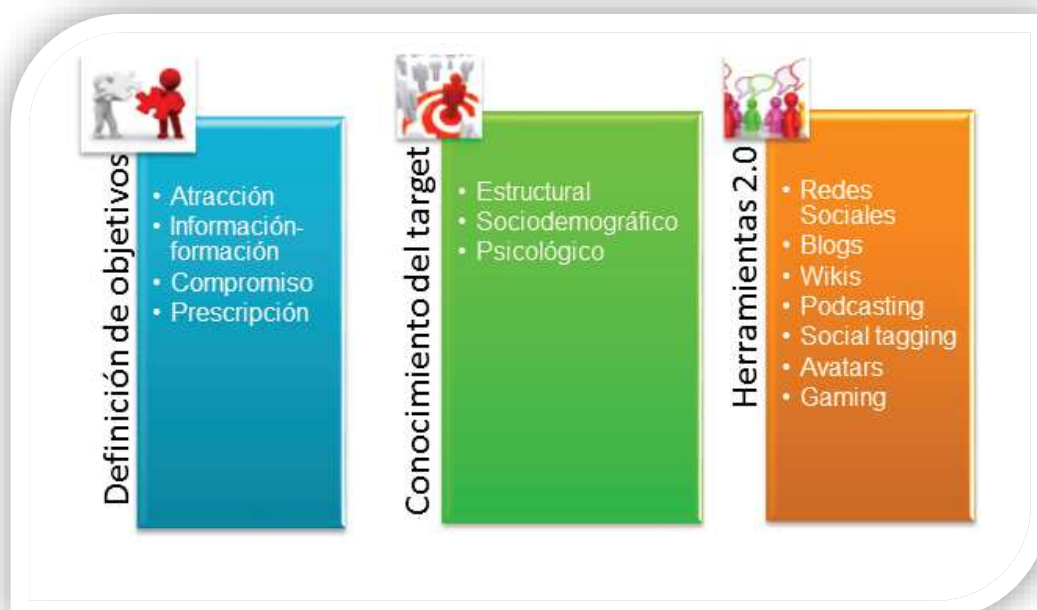 Definición de objetivos
• Atracción
• Información-
formación
• Compromiso
• Prescripción
Conocimiento del target
• Estructural
• Sociodemográfico
• Psicológico
Herramientas 2.0
• Redes
Sociales
• Blogs
• Wikis
• Podcasting
• Social tagging
• Avatars
• Gaming